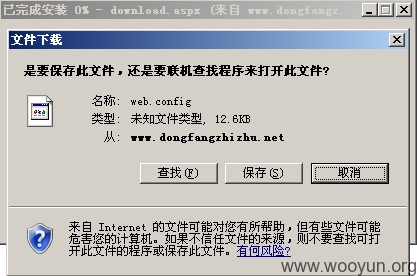 已完成安装 0% - download.aspx (来自 www.dongfangz...
文件下载
是要保存此文件，还是要联机查找程序来打开此文件?
名称: web.config
类型: 未知文件类型, 12.6KB
从: www.dongfangzhizhu.net
查找(F)
保存(S)
取消
来自 Internet 的文件可能对您有所帮助，但有些文件可能
危害您的计算机。如果不信任文件的来源，则不要查找可打
开此文件的程序或保存此文件。有何风险?
www.wooyun.org